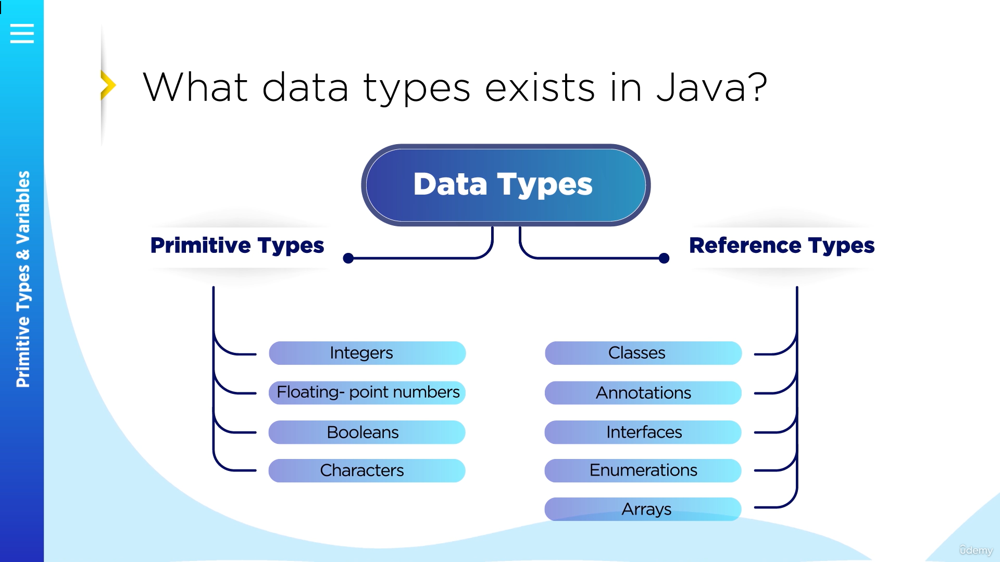 Primitive Types & Variables
What data types exists in Java?
Data Types
Primitive Types
Integers
Floating- point numbers
Booleans
Characters
Reference Types
Classes
Annotations
Interfaces
Enumerations
Arrays
ûdemy